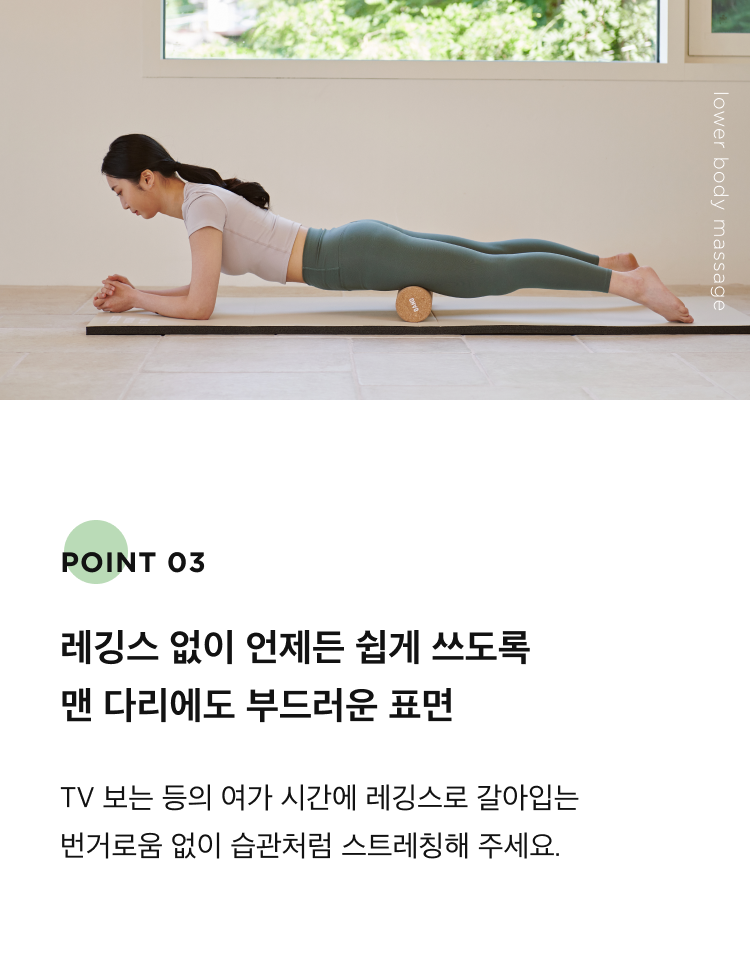 lower body massage
POINT 03
레깅스 없이 언제든 쉽게 쓰도록
맨 다리에도 부드러운 표면
TV 보는 등의 여가 시간에 레깅스로 갈아입는
번거로움 없이 습관처럼 스트레칭해 주세요.